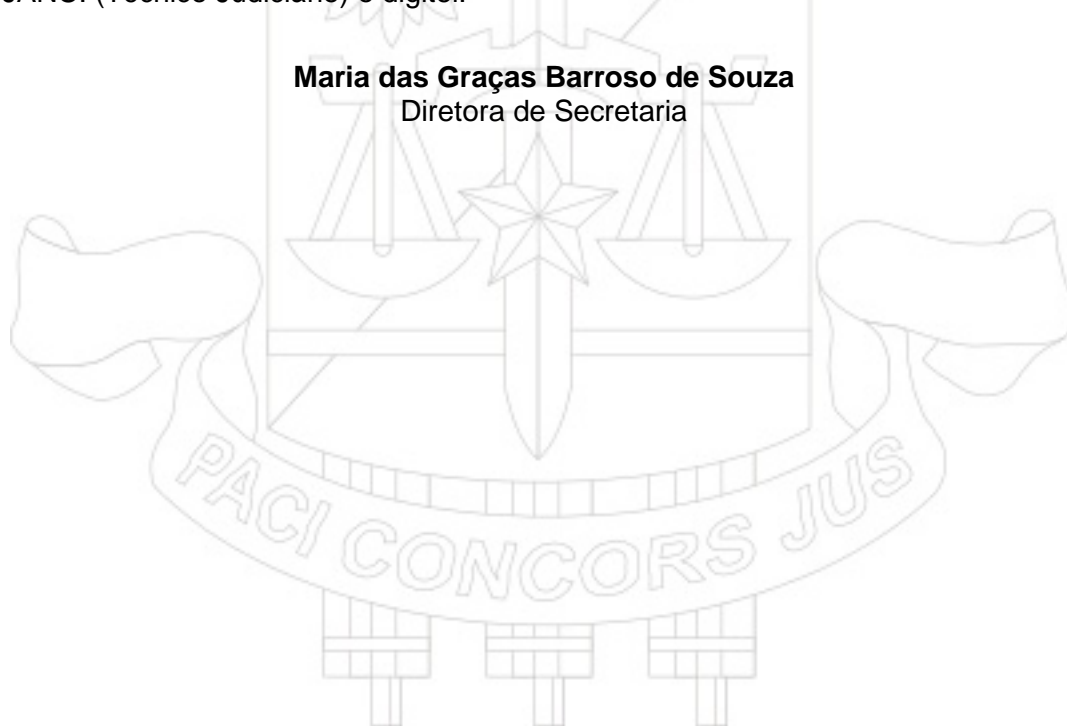 (Técnico Judiciário) o digitei.
Maria das Graças Barroso de Souza
Diretora de Secretaria
PACI CONCORS JUS